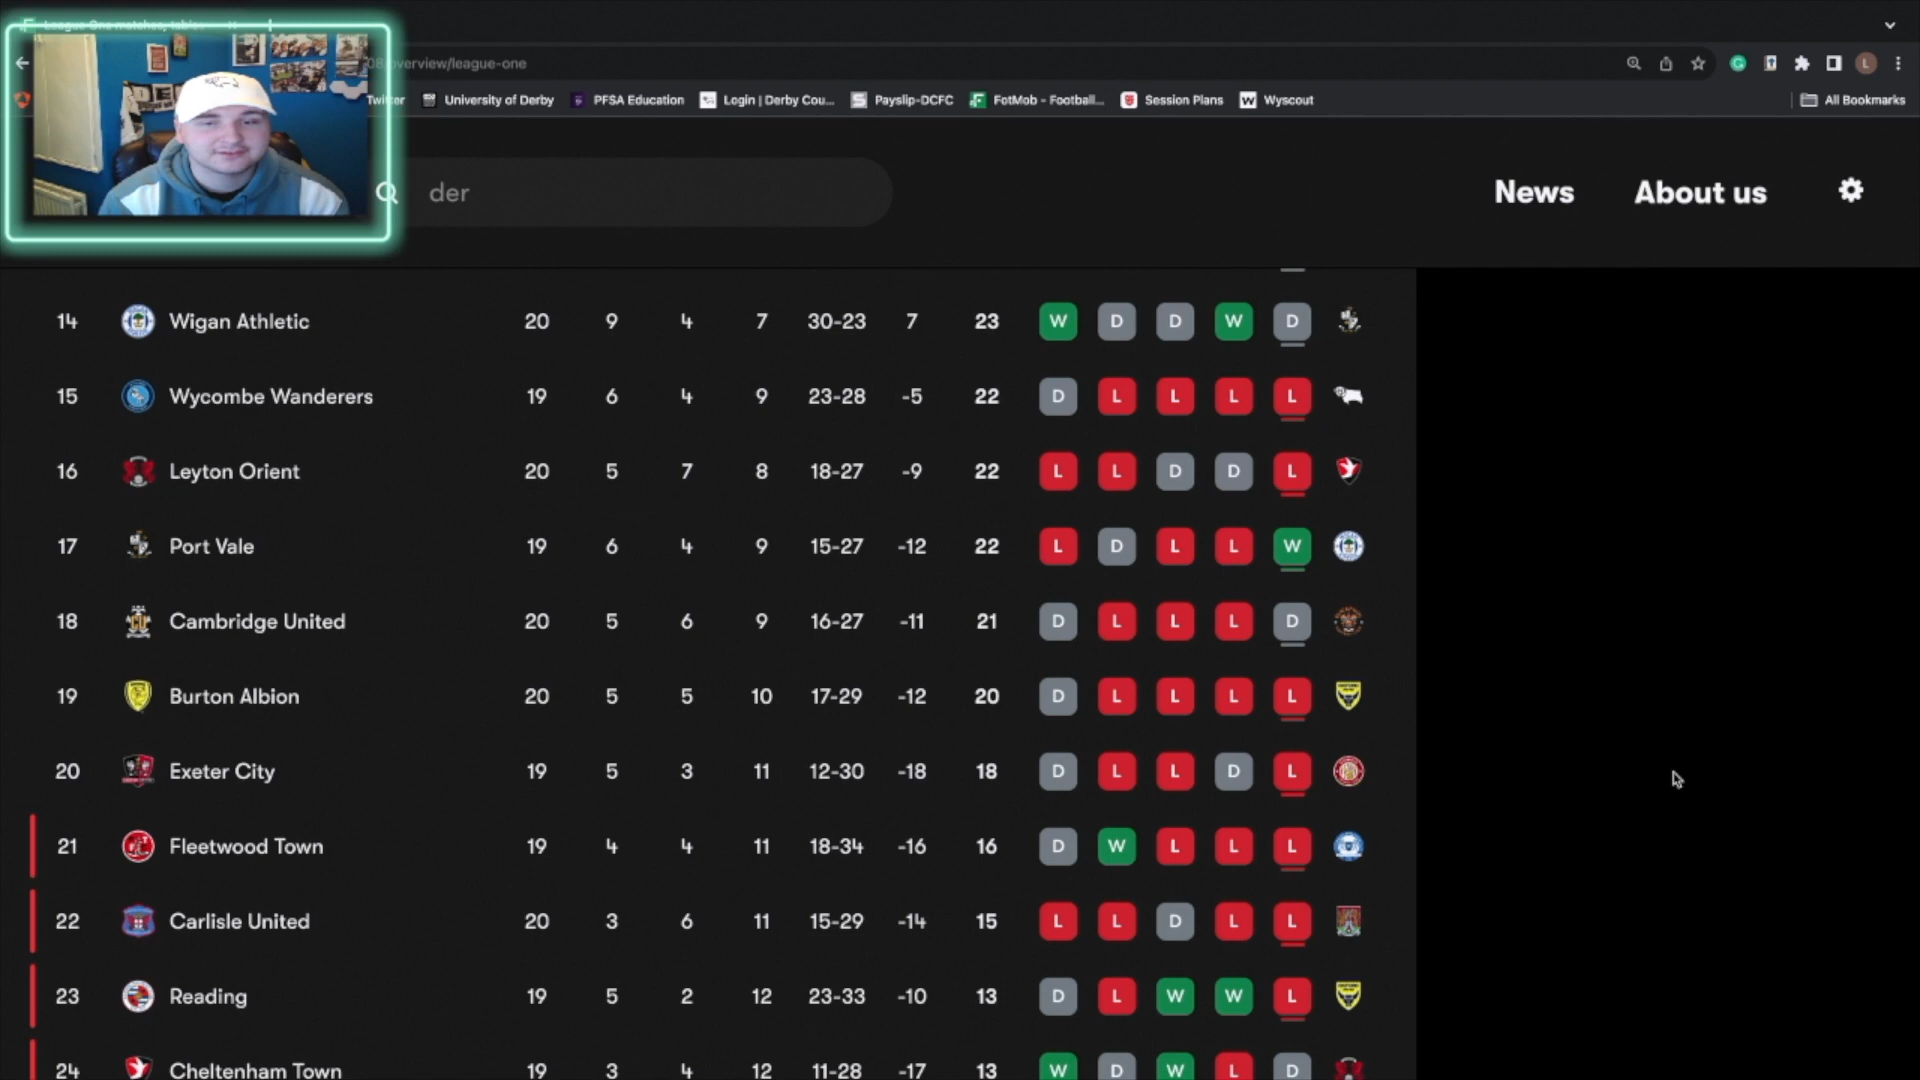 League One matches, table
08/overview/league-one
Twitter University of Derby PFSA Education Login | Derby Cou... Payslip-DCFC FotMob - Football... Session Plans Wyscout All Bookmarks
L
der News About us
14 Wigan Athletic 20 9 4 7 30-23 7 23 W D D W D
15 Wycombe Wanderers 19 6 4 9 23-28 -5 22 D L L L L
16 Leyton Orient 20 5 7 8 18-27 -9 22 L L D D L
17 Port Vale 19 6 4 9 15-27 -12 22 L D L L W
18 Cambridge United 20 5 6 9 16-27 -11 21 D L L L D
19 Burton Albion 20 5 5 10 17-29 -12 20 D L L L L
20 Exeter City 19 5 3 11 12-30 -18 18 D L L D L
21 Fleetwood Town 19 4 4 11 18-34 -16 16 D W L L L
22 Carlisle United 20 3 6 11 15-29 -14 15 L L D L L
23 Reading 19 5 2 12 23-33 -10 13 D L W W L
24 Cheltenham Town 19 3 4 12 11-28 -17 13 W D W L D